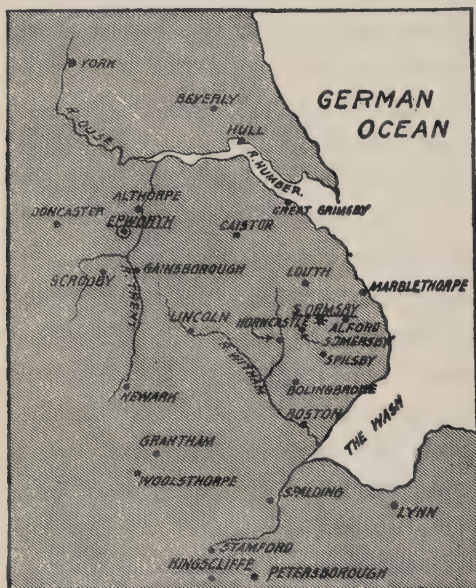 YORK
BEVERLY
GERMAN
OCEAN
R. OUSE
HULL
R. HUMBER.
ALTHORPE
GREAT GRIMSBY
DONCASTER
EPWORTH
CAISTOR
SCROOBY
GAINSBOROUGH
R. TRENT
LOUTH
MARBLETHORPE
S. ORMSBY
LINCOLN
HORNCASTLE
ALFORD
SOMERSBY
R. WITHAM
SPILSBY
NEWARK
BOLINGBROKE
BOSTON
THE WASH
GRANTHAM
WOOLSTHORPE
SPALDING
LYNN
STAMFORD
KINGSCLIFFE
PETERSBOROUGH